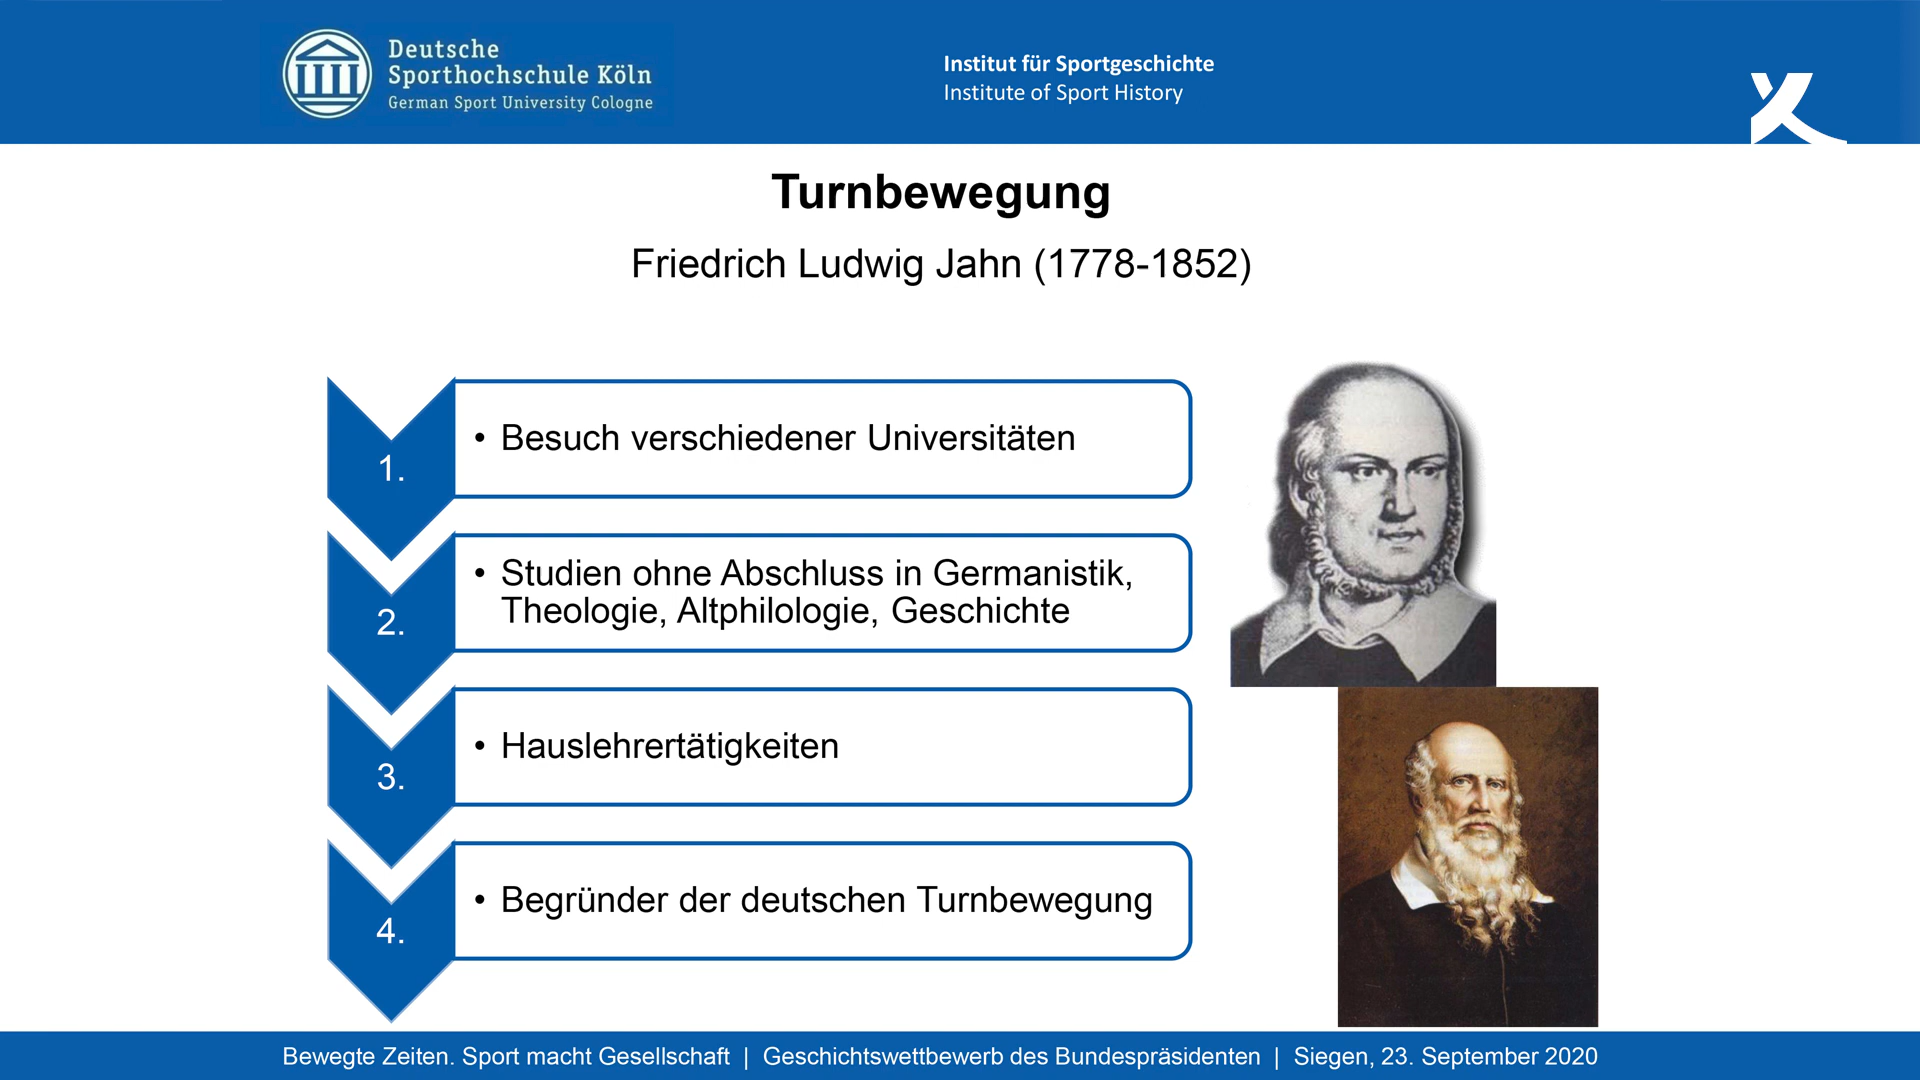 Deutsche
Sporthochschule Köln
German Sport University Cologne
Institut für Sportgeschichte
Institute of Sport History
Turnbewegung
Friedrich Ludwig Jahn (1778-1852)
1.
• Besuch verschiedener Universitäten
2.
• Studien ohne Abschluss in Germanistik,
Theologie, Altphilologie, Geschichte
3.
• Hauslehrertätigkeiten
4.
• Begründer der deutschen Turnbewegung
Bewegte Zeiten. Sport macht Gesellschaft | Geschichtswettbewerb des Bundespräsidenten | Siegen, 23. September 2020